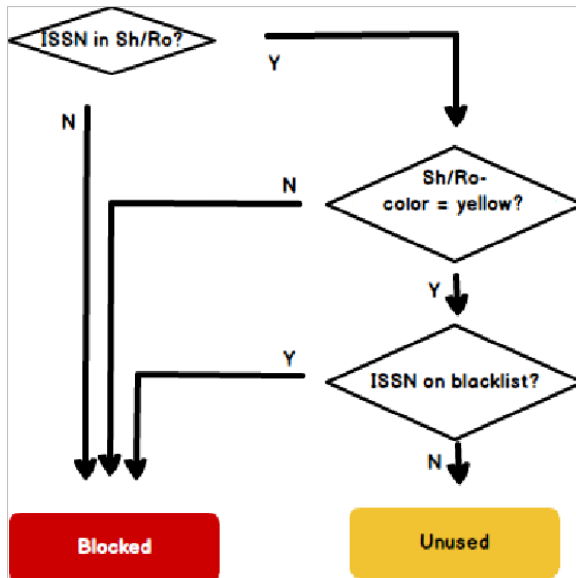 ISSN in Sh/Ro?
Y
N
Sh/Ro-
color = yellow?
N
Y
ISSN on blacklist?
Y
N
Blocked
Unused